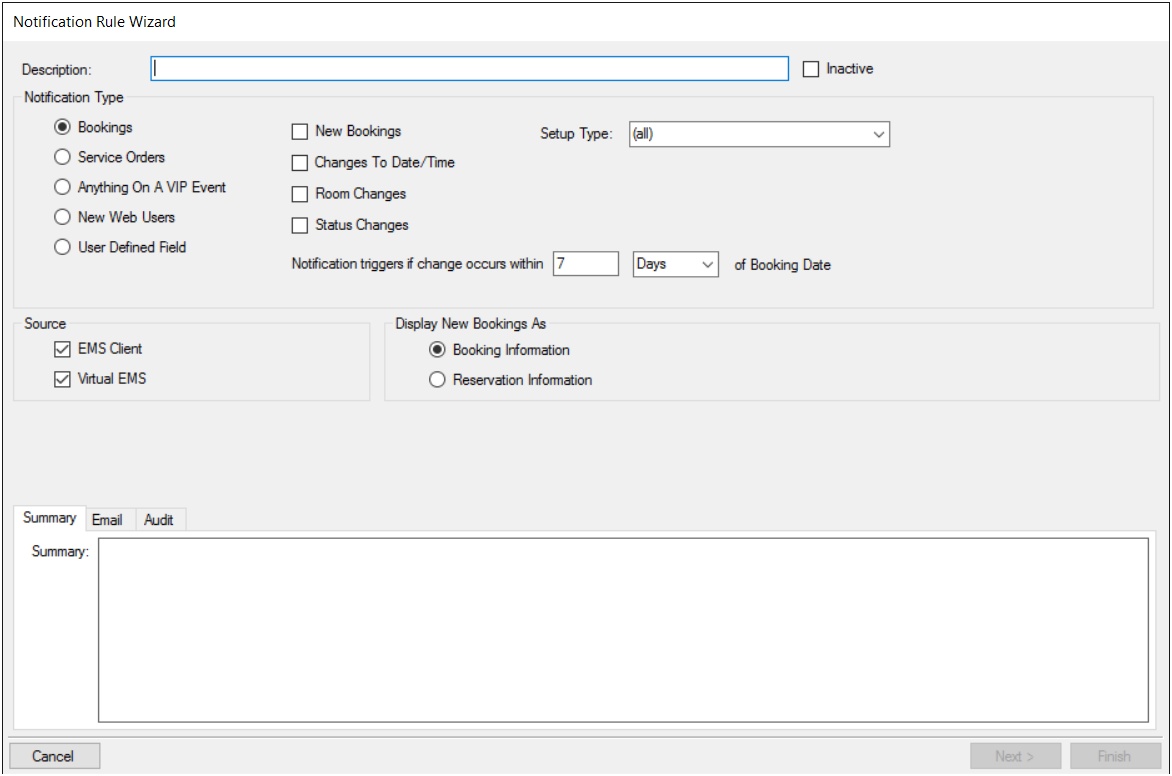 Notification Rule Wizard
Description:
Inactive
Notification Type
Bookings
Service Orders
Anything On A VIP Event
New Web Users
User Defined Field
New Bookings
Changes To Date/Time
Room Changes
Status Changes
Setup Type: (all)
Notification triggers if change occurs within 7 Days of Booking Date
Source
EMS Client
Virtual EMS
Display New Bookings As
Booking Information
Reservation Information
Summary Email Audit
Summary:
Cancel Next > Finish